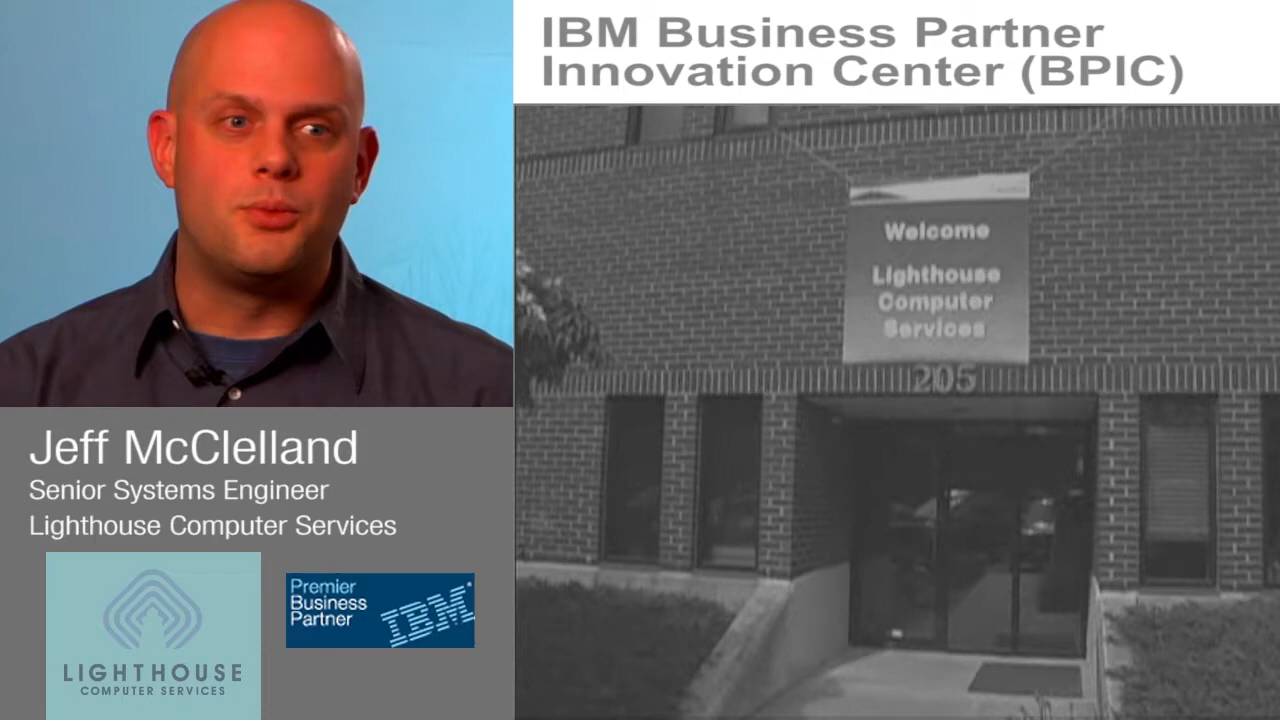 IBM Business Partner
Innovation Center (BPIC)
Welcome
Lighthouse
Computer
Services
205
Jeff McClelland
Senior Systems Engineer
Lighthouse Computer Services
LIGHTHOUSE
COMPUTER SERVICES
Premier
Business
Partner
IBM